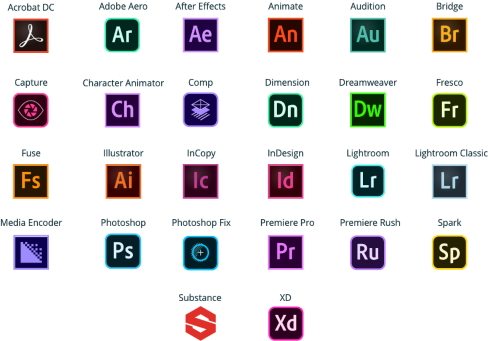 Acrobat DC Adobe Aero After Effects Animate Audition Bridge
Ar Ae An Au Br
Capture Character Animator Comp Dimension Dreamweaver Fresco
Ch Dn Dw Fr
Fuse Illustrator InCopy InDesign Lightroom Lightroom Classic
Fs Ai Ic Id Lr Lr
Media Encoder Photoshop Photoshop Fix Premiere Pro Premiere Rush Spark
Ps Pr Ru Sp
Substance XD
Xd